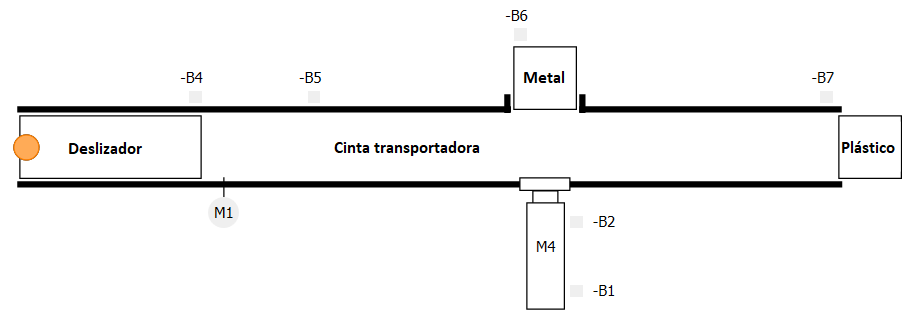 -B6
-B4
-B5
Metal
-B7
Deslizador
Cinta transportadora
Plástico
M1
-B2
M4
-B1